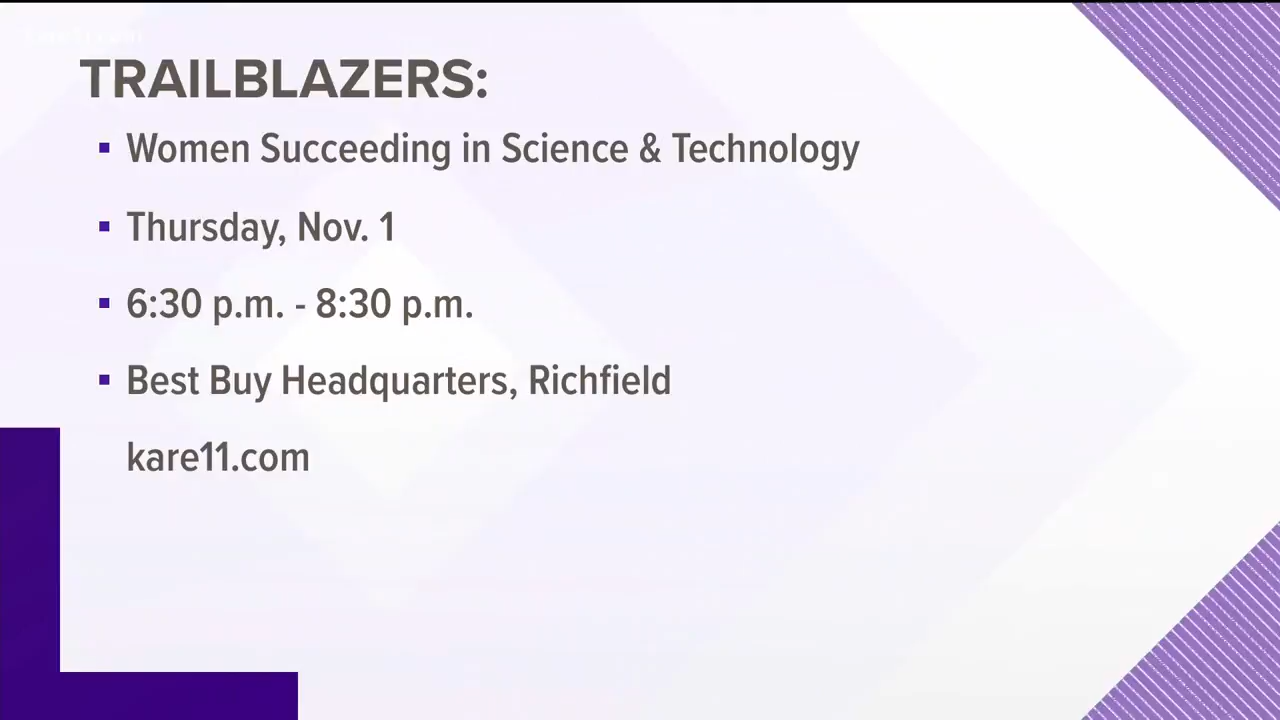 TRAILBLAZERS:
▪ Women Succeeding in Science & Technology
▪ Thursday, Nov. 1
▪ 6:30 p.m. - 8:30 p.m.
▪ Best Buy Headquarters, Richfield
kare11.com